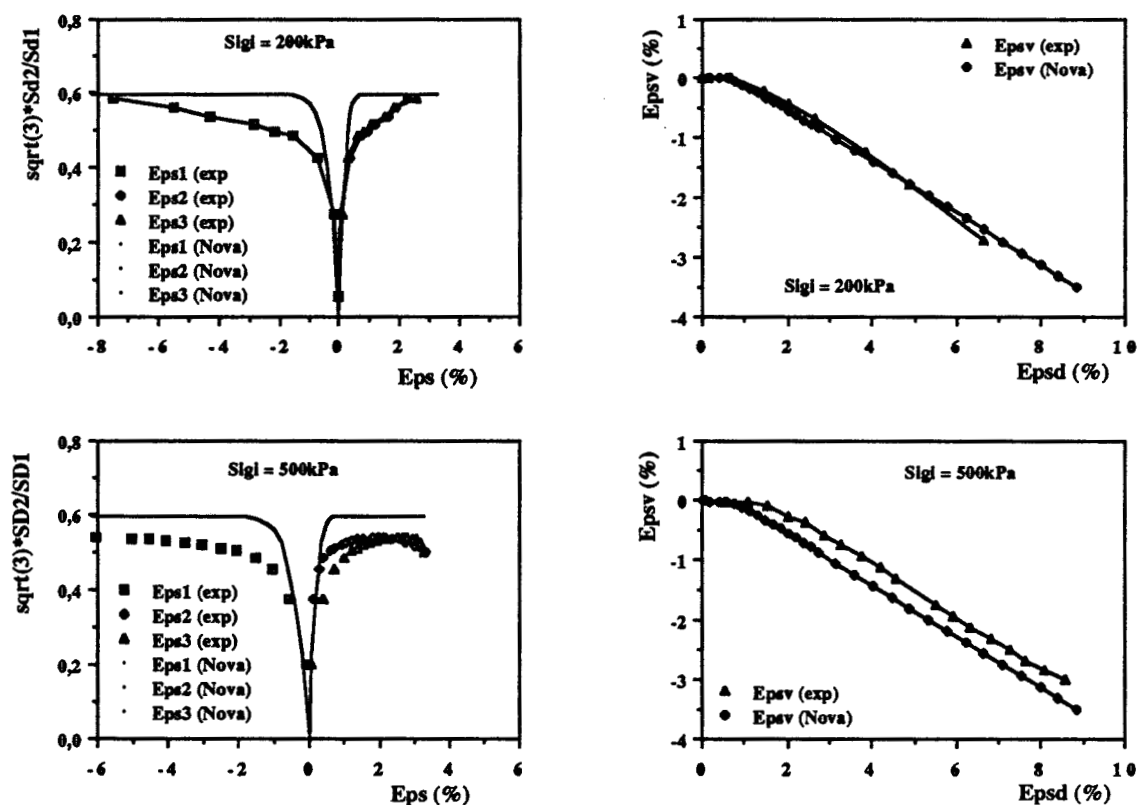 sqrt(3)*Sd2/Sd1
0,8
0,6
0,4
0,2
0,0
Sigi = 200kPa
Eps1 (exp
Eps2 (exp)
Eps3 (exp)
Eps1 (Nova)
Eps2 (Nova)
Eps3 (Nova)
-8 -6 -4 -2 0 2 4 6
Eps (%)
Epsv (%)
1
0
-1
-2
-3
-4
Epsv (exp)
Epsv (Nova)
Sigi = 200kPa
0 2 4 6 8 10
Epsd (%)
sqrt(3)*SD2/SD1
0,8
0,6
0,4
0,2
0,0
Sigi = 500kPa
Eps1 (exp)
Eps2 (exp)
Eps3 (exp)
Eps1 (Nova)
Eps2 (Nova)
Eps3 (Nova)
-6 -4 -2 0 2 4 6
Eps (%)
Epsv (%)
1
0
-1
-2
-3
-4
Sigi = 500kPa
Epsv (exp)
Epsv (Nova)
0 2 4 6 8 10
Epsd (%)